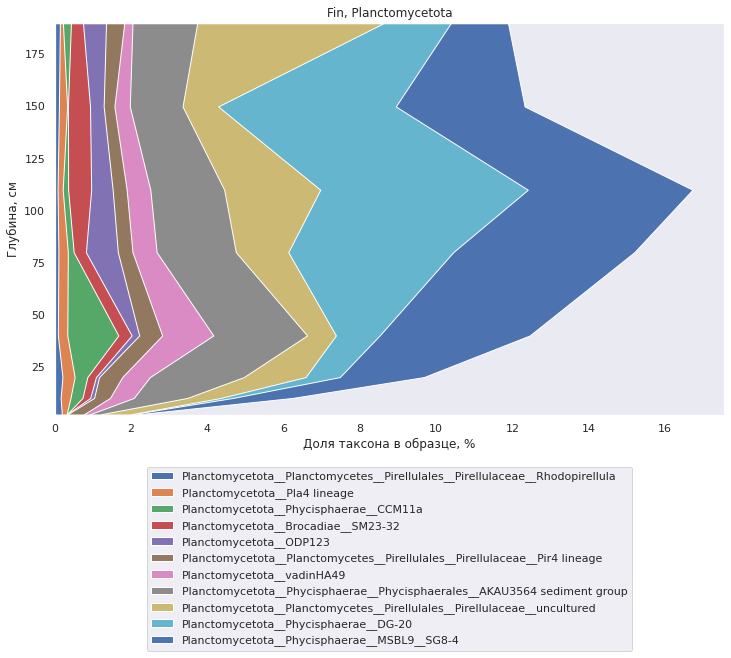 Fin, Planctomycetota
175
150
125
100
75
50
25
Глубина, см
0 2 4 6 8 10 12 14 16
Доля таксона в образце, %
Planctomycetota__Planctomycetes__Pirellulales__Pirellulaceae__Rhodopirellula
Planctomycetota__Pla4 lineage
Planctomycetota__Phycisphaerae__CCM11a
Planctomycetota__Brocadiae__SM23-32
Planctomycetota__ODP123
Planctomycetota__Planctomycetes__Pirellulales__Pirellulaceae__Pir4 lineage
Planctomycetota__vadinHA49
Planctomycetota__Phycisphaerae__Phycisphaerales__AKAU3564 sediment group
Planctomycetota__Planctomycetes__Pirellulales__Pirellulaceae__uncultured
Planctomycetota__Phycisphaerae__DG-20
Planctomycetota__Phycisphaerae__MSBL9__SG8-4